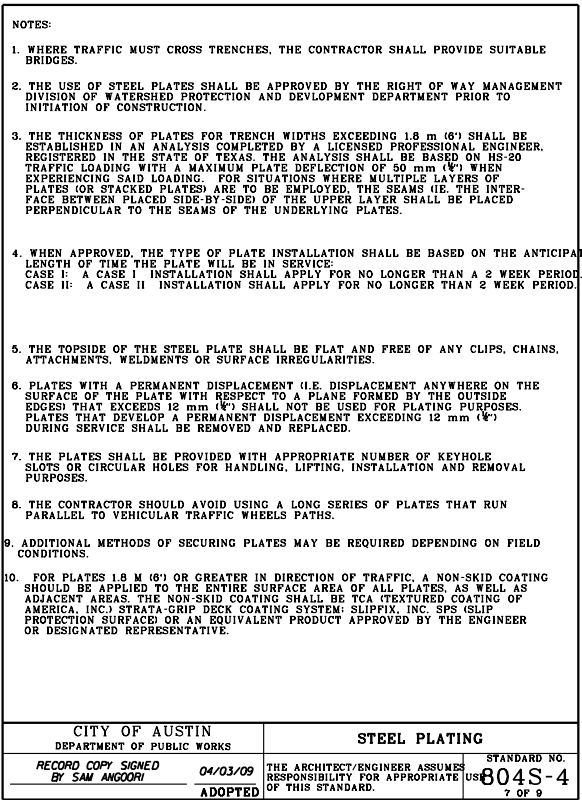 NOTES:
1. WHERE TRAFFIC MUST CROSS TRENCHES, THE CONTRACTOR SHALL PROVIDE SUITABLE
BRIDGES.
2. THE USE OF STEEL PLATES SHALL BE APPROVED BY THE RIGHT OF WAY MANAGEMENT
DIVISION OF WATERSHED PROTECTION AND DEVLOPMENT DEPARTMENT PRIOR TO
INITIATION OF CONSTRUCTION.
3. THE THICKNESS OF PLATES FOR TRENCH WIDTHS EXCEEDING 1.8 m (6') SHALL BE
ESTABLISHED IN AN ANALYSIS COMPLETED BY A LICENSED PROFESSIONAL ENGINEER,
REGISTERED IN THE STATE OF TEXAS. THE ANALYSIS SHALL BE BASED ON HS-20
TRAFFIC LOADING WITH A MAXIMUM PLATE DEFLECTION OF 50 mm WHEN
EXPERIENCING SAID LOADING. FOR SITUATIONS WHERE MULTIPLE LAYERS OF
PLATES (OR STACKED PLATES) ARE TO BE EMPLOYED, THE SEAMS (IE. THE INTER-
FACE BETWEEN PLACED SIDE-BY-SIDE) OF THE UPPER LAYER SHALL BE PLACED
PERPENDICULAR TO THE SEAMS OF THE UNDERLYING PLATES.
4. WHEN APPROVED, THE TYPE OF PLATE INSTALLATION SHALL BE BASED ON THE ANTICIPAT
LENGTH OF TIME THE PLATE WILL BE IN SERVICE:
CASE I: A CASE I INSTALLATION SHALL APPLY FOR NO LONGER THAN A 2 WEEK PERIOD.
CASE II: A CASE II INSTALLATION SHALL APPLY FOR NO LONGER THAN 2 WEEK PERIOD.
5. THE TOPSIDE OF THE STEEL PLATE SHALL BE FLAT AND FREE OF ANY CLIPS, CHAINS,
ATTACHMENTS, WELDMENTS OR SURFACE IRREGULARITIES.
6. PLATES WITH A PERMANENT DISPLACEMENT (I.E. DISPLACEMENT ANYWHERE ON THE
SURFACE OF THE PLATE WITH RESPECT TO A PLANE FORMED BY THE OUTSIDE
EDGES) THAT EXCEEDS 12 mm SHALL NOT BE USED FOR PLATING PURPOSES.
PLATES THAT DEVELOP A PERMANENT DISPLACEMENT EXCEEDING 12 mm
DURING SERVICE SHALL BE REMOVED AND REPLACED.
7. THE PLATES SHALL BE PROVIDED WITH APPROPRIATE NUMBER OF KEYHOLE
SLOTS OR CIRCULAR HOLES FOR HANDLING, LIFTING, INSTALLATION AND REMOVAL
PURPOSES.
8. THE CONTRACTOR SHOULD AVOID USING A LONG SERIES OF PLATES THAT RUN
PARALLEL TO VEHICULAR TRAFFIC WHEELS PATHS.
9. ADDITIONAL METHODS OF SECURING PLATES MAY BE REQUIRED DEPENDING ON FIELD
CONDITIONS.
10. FOR PLATES 1.8 M (6') OR GREATER IN DIRECTION OF TRAFFIC, A NON-SKID COATING
SHOULD BE APPLIED TO THE ENTIRE SURFACE AREA OF ALL PLATES, AS WELL AS
ADJACENT AREAS. THE NON-SKID COATING SHALL BE TCA (TEXTURED COATING OF
AMERICA, INC.) STRATA-GRIP DECK COATING SYSTEM; SLIPFIX, INC. SPS (SLIP
PROTECTION SURFACE) OR AN EQUIVALENT PRODUCT APPROVED BY THE ENGINEER
OR DESIGNATED REPRESENTATIVE.
CITY OF AUSTIN
DEPARTMENT OF PUBLIC WORKS
STEEL PLATING
RECORD COPY SIGNED
BY SAM ANGOORI
04/03/09
ADOPTED
THE ARCHITECT/ENGINEER ASSUMES
RESPONSIBILITY FOR APPROPRIATE USE
OF THIS STANDARD.
STANDARD NO.
804S-4
7 OF 9